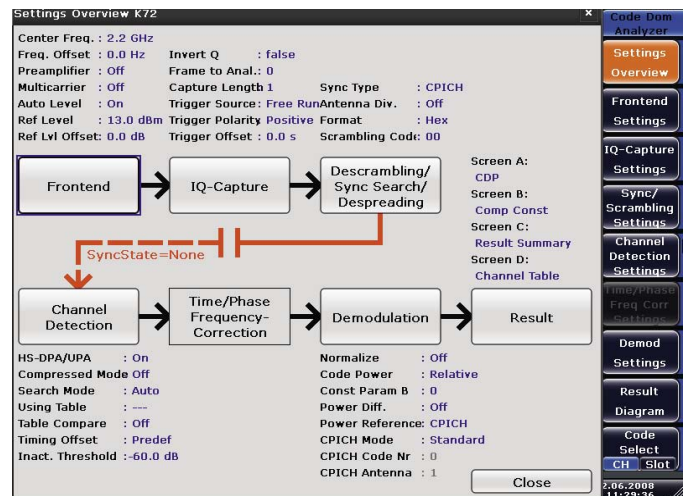 Settings Overview K72
×
Center Freq. : 2.2 GHz
Freq. Offset : 0.0 Hz
Preamplifier : Off
Multicarrier : Off
Auto Level : On
Ref Level : 13.0 dBm
Ref Lvl Offset: 0.0 dB
Invert Q : false
Frame to Anal.: 0
Capture Length 1
Trigger Source: Free Run
Trigger Polarity Positive
Trigger Offset : 0.0 s
Sync Type : CPICH
Antenna Div. : Off
Format : Hex
Scrambling Code: 00
Frontend
IQ-Capture
Descrambling/
Sync Search/
Despreading
Screen A:
CDP
Screen B:
Comp Const
Screen C:
Result Summary
Screen D:
Channel Table
SyncState=None
Channel
Detection
Time/Phase
Frequency-
Correction
Demodulation
Result
HS-DPA/UPA : On
Compressed Mode Off
Search Mode : Auto
Using Table : ---
Table Compare : Off
Timing Offset : Predef
Inact. Threshold :-60.0 dB
Normalize : Off
Code Power : Relative
Const Param B : 0
Power Diff. : Off
Power Reference: CPICH
CPICH Mode : Standard
CPICH Code Nr : 0
CPICH Antenna : 1
Close
Code Dom
Analyzer
Settings
Overview
Frontend
Settings
IQ-Capture
Settings
Sync/
Scrambling
Settings
Channel
Detection
Settings
Time/Phase
Freq Corr
Settings
Demod
Settings
Result
Diagram
Code
Select
CH Slot
2.06.2008
11:29:36